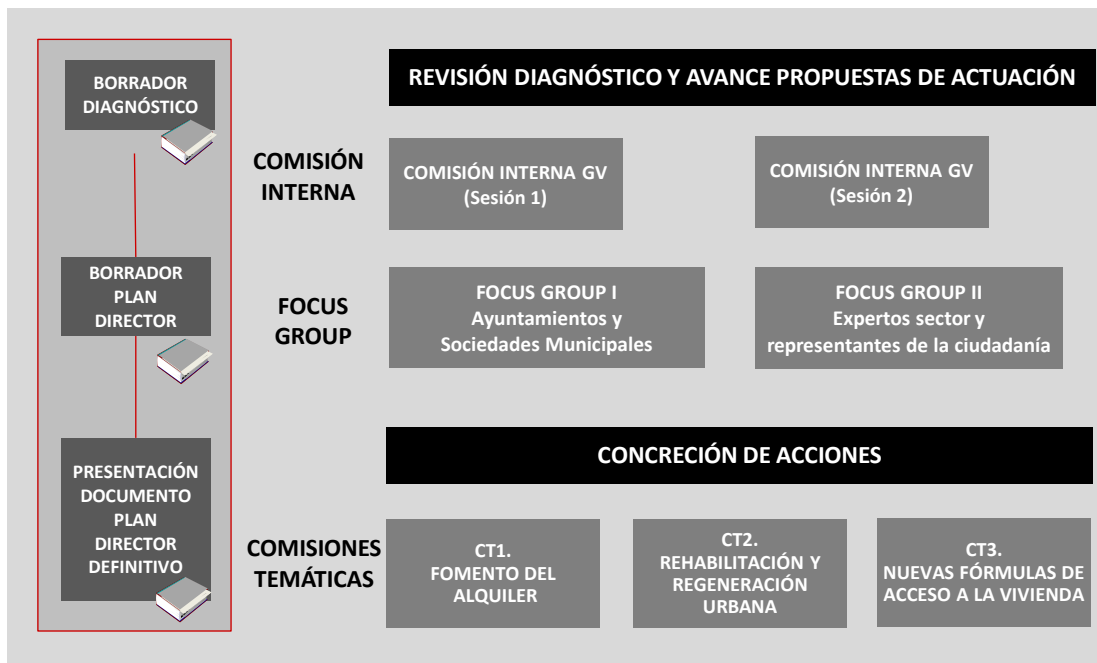 BORRADOR
DIAGNÓSTICO
BORRADOR
PLAN
DIRECTOR
PRESENTACIÓN
DOCUMENTO
PLAN
DIRECTOR
DEFINITIVO
REVISIÓN DIAGNÓSTICO Y AVANCE PROPUESTAS DE ACTUACIÓN
COMISIÓN
INTERNA
COMISIÓN INTERNA GV
(Sesión 1)
COMISIÓN INTERNA GV
(Sesión 2)
FOCUS
GROUP
FOCUS GROUP I
Ayuntamientos y
Sociedades Municipales
FOCUS GROUP II
Expertos sector y
representantes de la ciudadanía
CONCRECIÓN DE ACCIONES
COMISIONES
TEMÁTICAS
CT1.
FOMENTO DEL
ALQUILER
CT2.
REHABILITACIÓN Y
REGENERACIÓN
URBANA
CT3.
NUEVAS FÓRMULAS DE
ACCESO A LA VIVIENDA